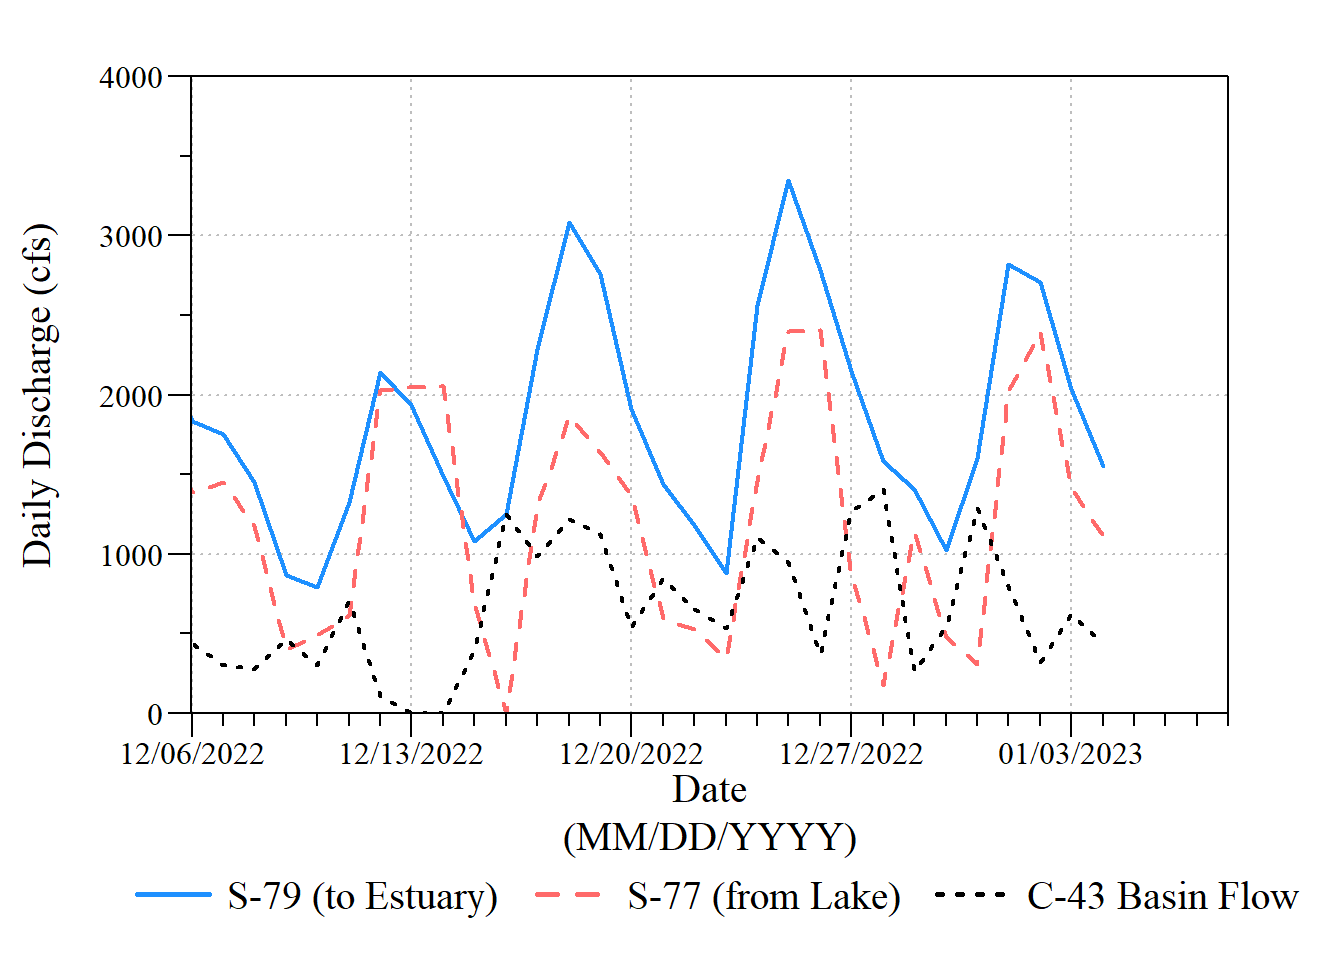 4000
3000
2000
1000
0
Daily Discharge (cfs)
12/06/2022 12/13/2022 12/20/2022 12/27/2022 01/03/2023
Date
(MM/DD/YYYY)
S-79 (to Estuary) S-77 (from Lake) C-43 Basin Flow